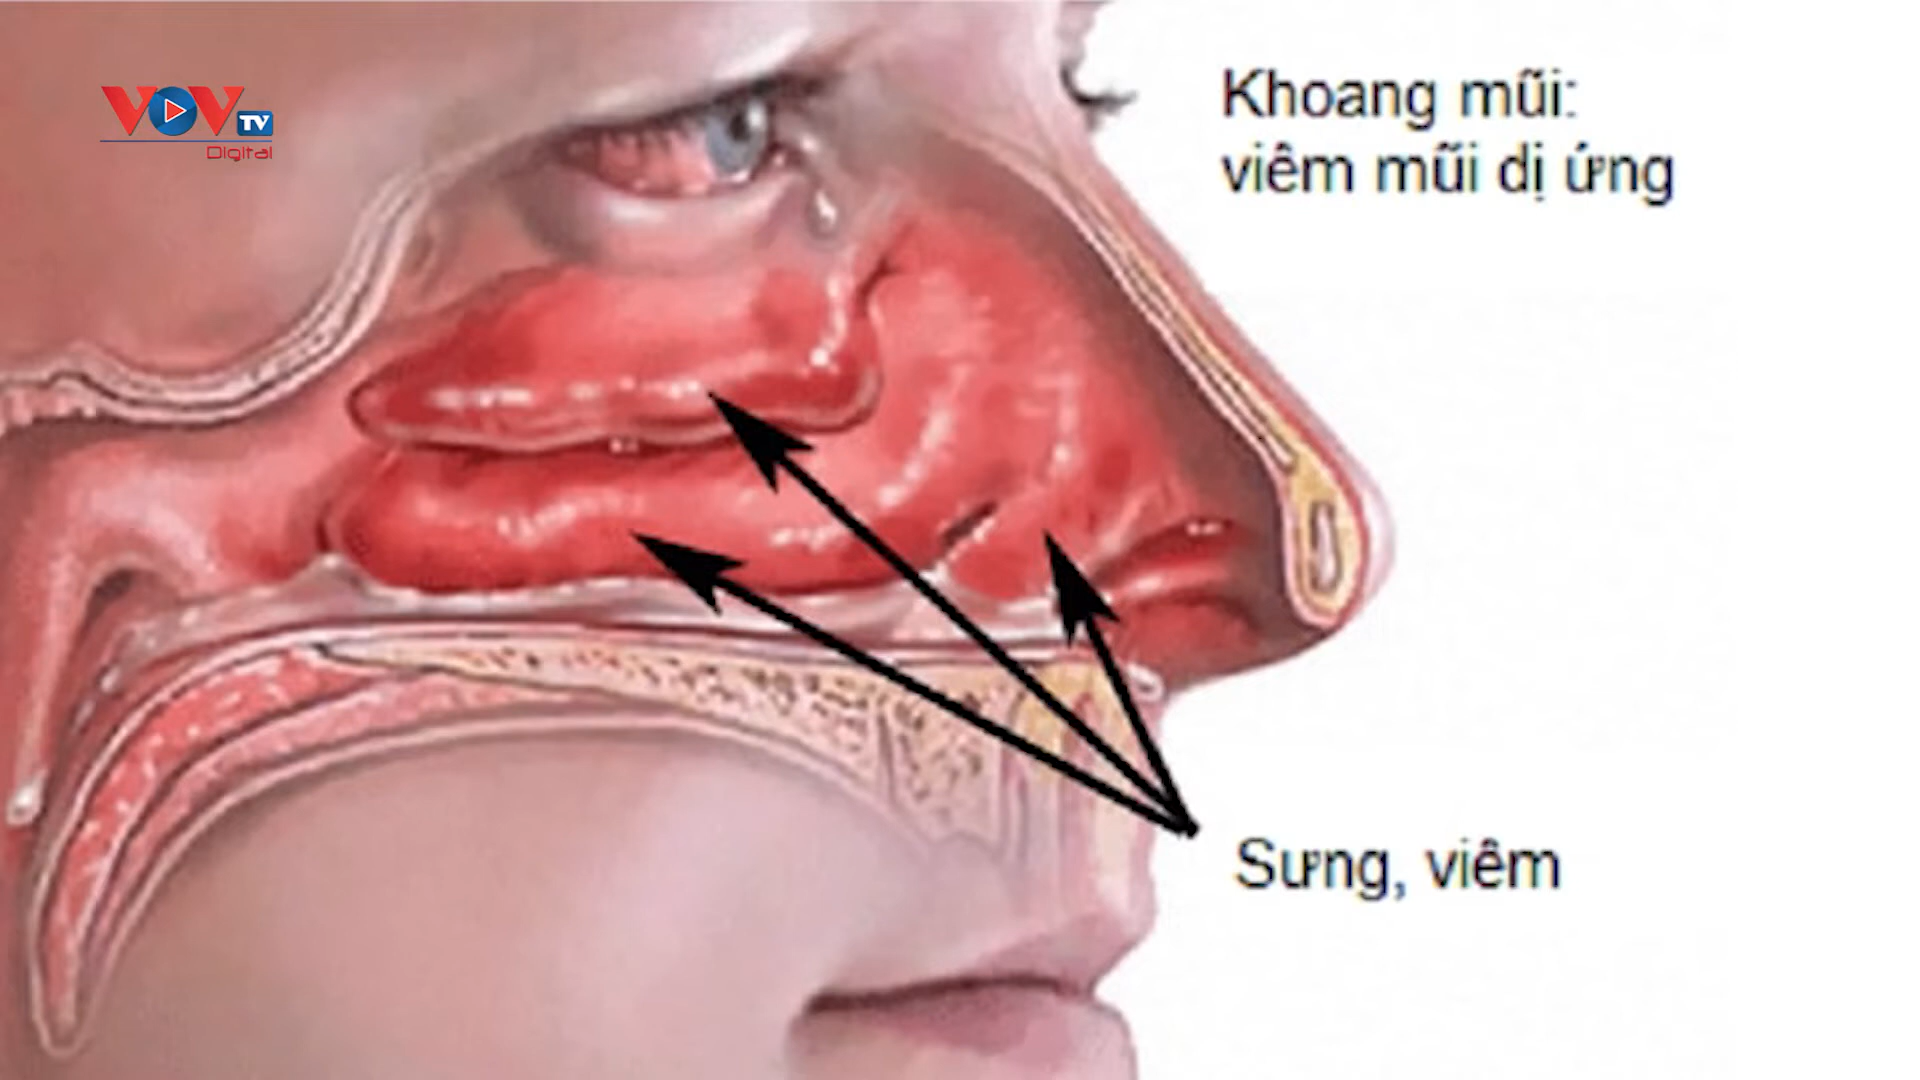 VOV TV
Digital
Khoang mũi:
viêm mũi dị ứng
Sưng, viêm